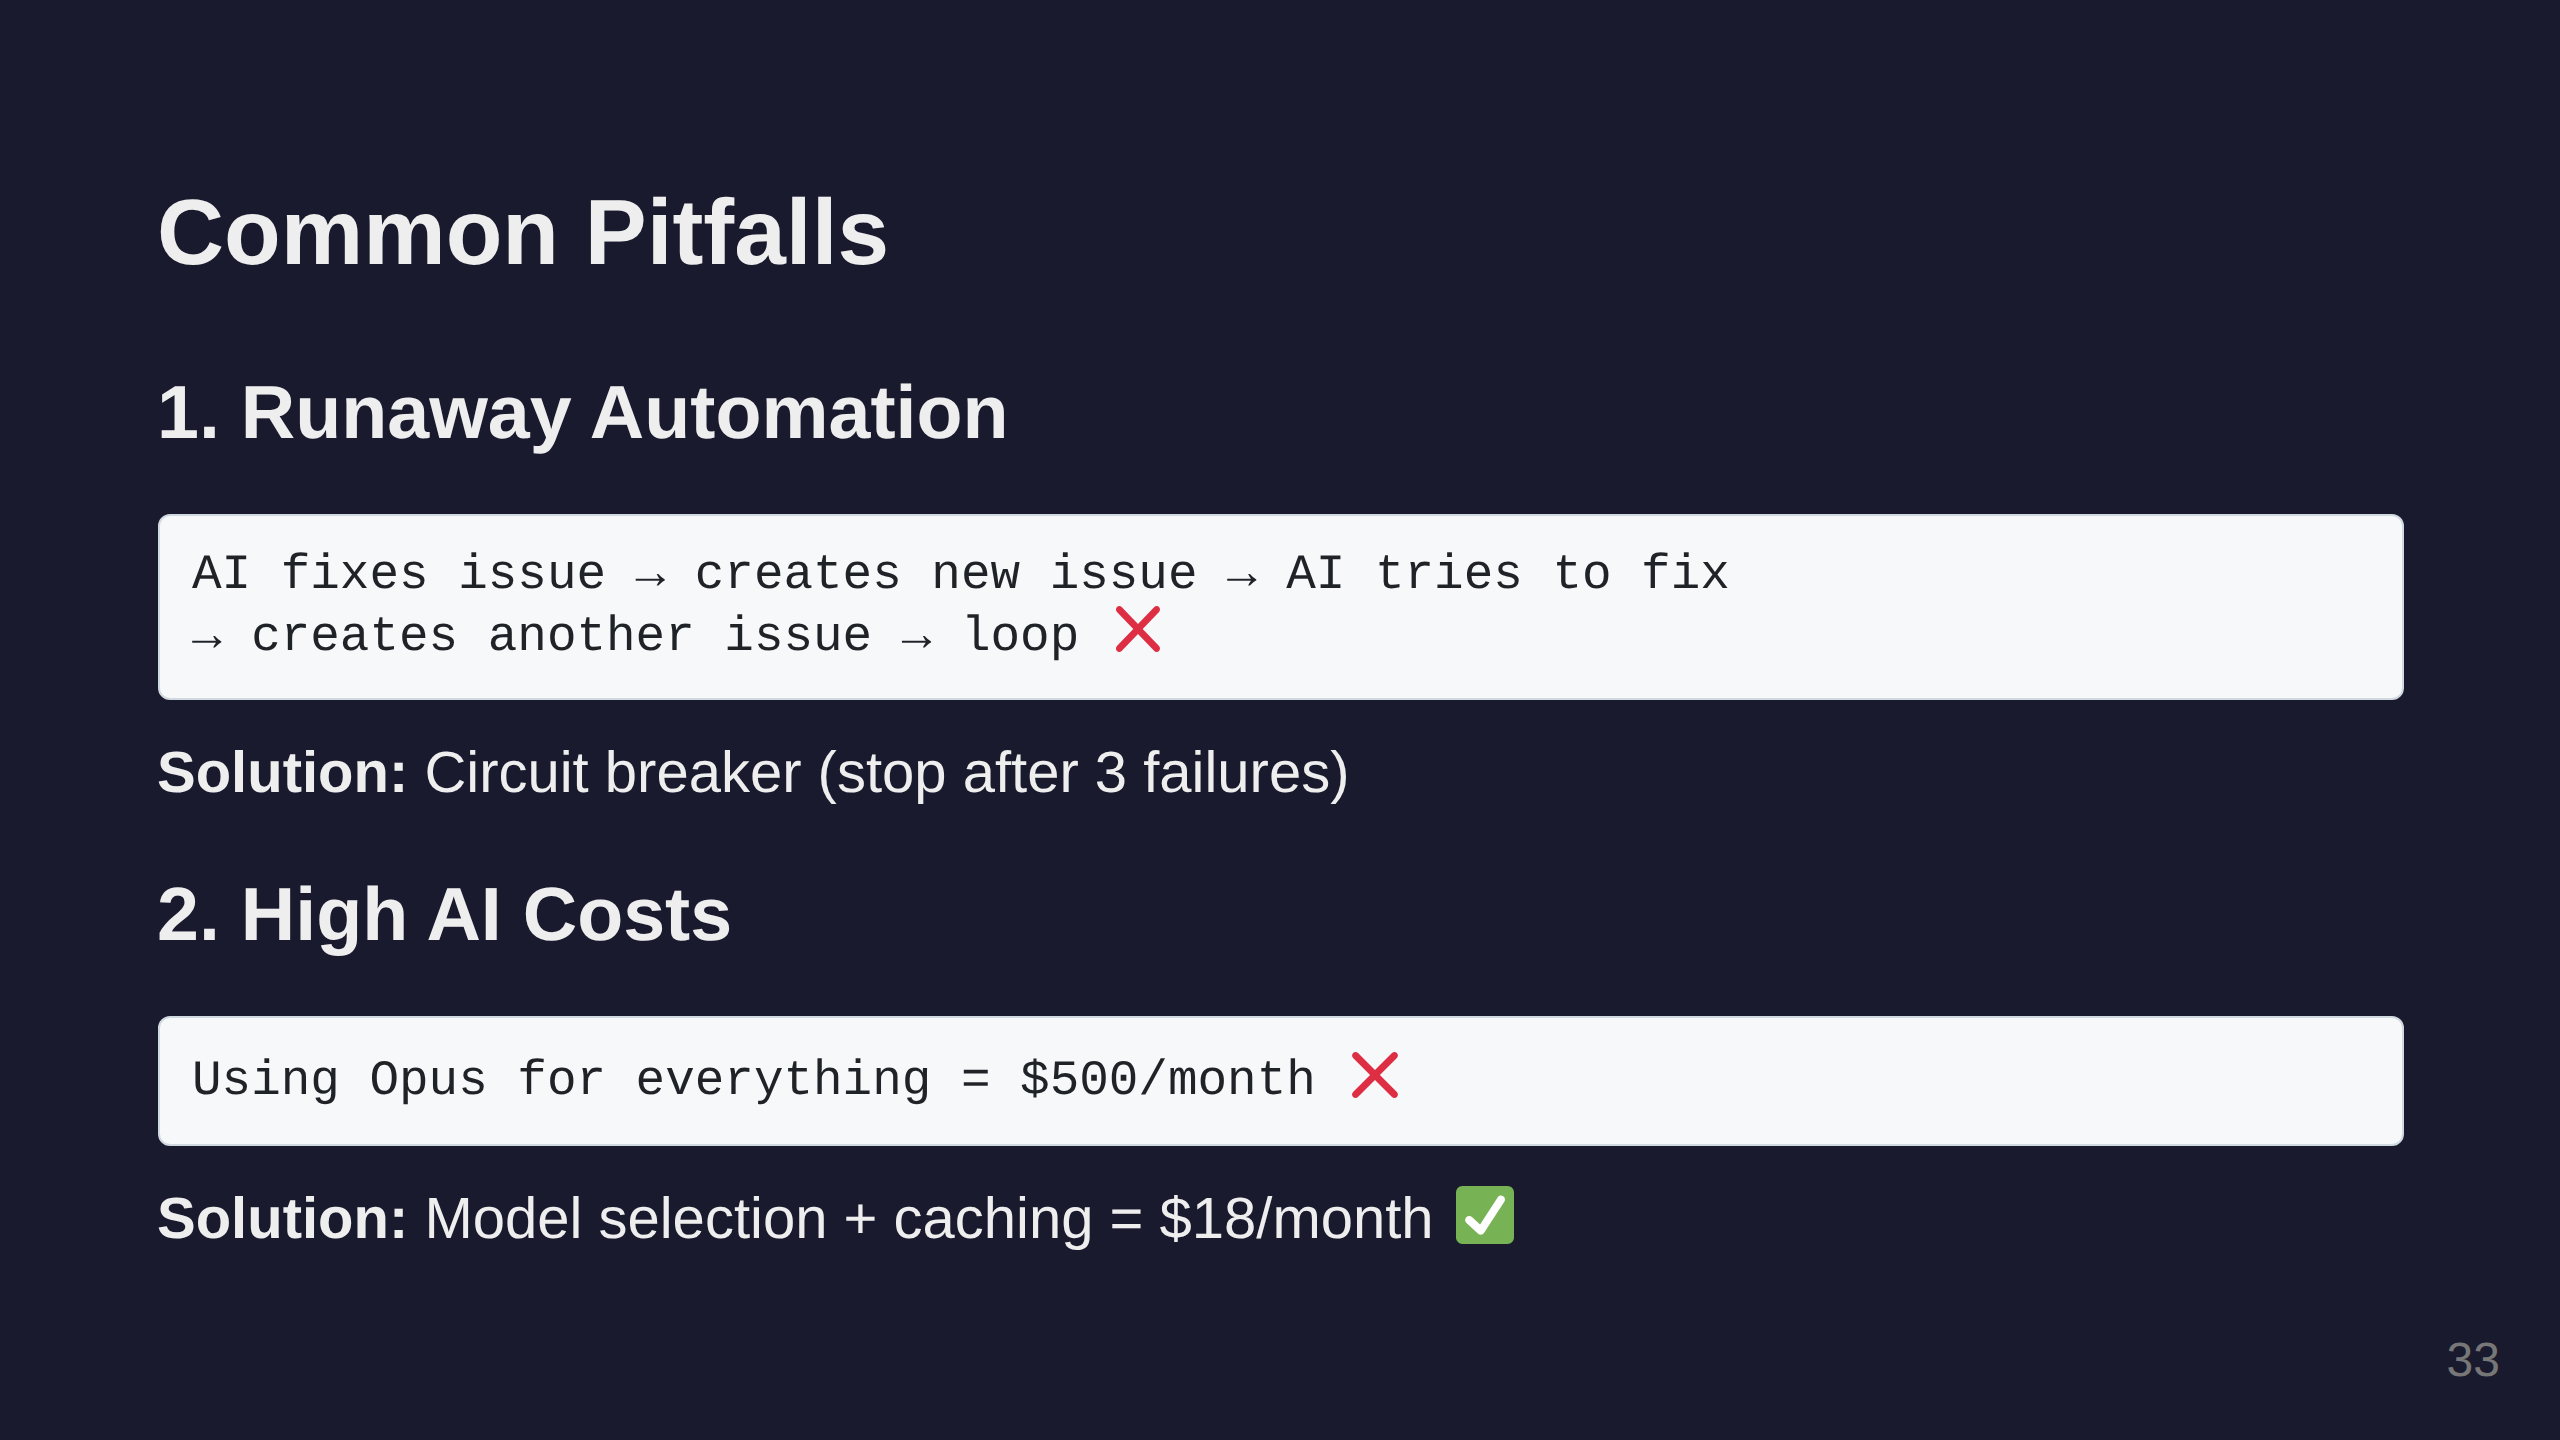 Common Pitfalls
1. Runaway Automation
AI fixes issue → creates new issue → AI tries to fix
→ creates another issue → loop ❌
Solution: Circuit breaker (stop after 3 failures)
2. High AI Costs
Using Opus for everything = $500/month ❌
Solution: Model selection + caching = $18/month ✅
33